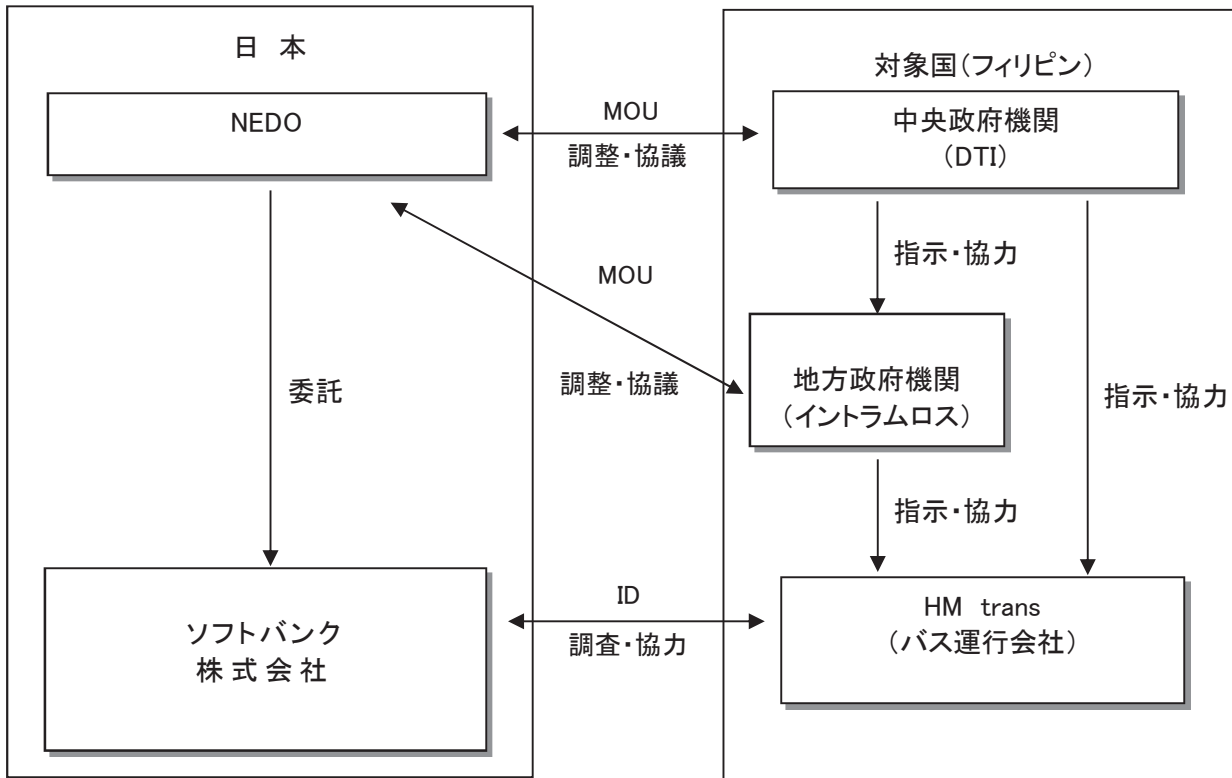 日 本
対象国(フィリピン)
NEDO
MOU
調整・協議
中央政府機関
(DTI)
指示・協力
MOU
調整・協議
地方政府機関
(イントラムロス)
委託
指示・協力
指示・協力
ソフトバンク
株式会社
ID
調査・協力
HM trans
(バス運行会社)